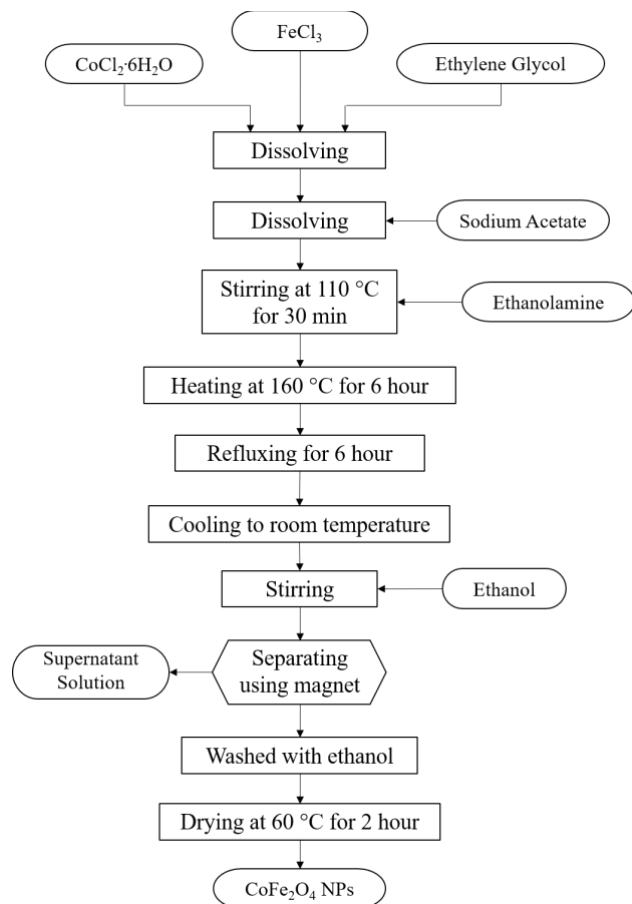 FeCl₃
CoCl₂·6H₂O
Ethylene Glycol
Dissolving
Dissolving
Sodium Acetate
Stirring at 110 °C
for 30 min
Ethanolamine
Heating at 160 °C for 6 hour
Refluxing for 6 hour
Cooling to room temperature
Stirring
Ethanol
Supernatant
Solution
Separating
using magnet
Washed with ethanol
Drying at 60 °C for 2 hour
CoFe₂O₄ NPs